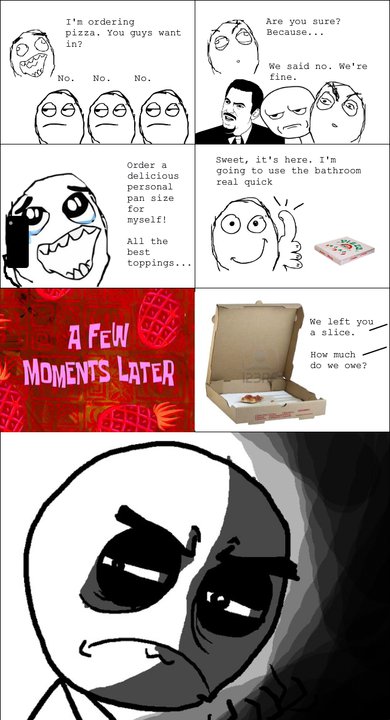 I'm ordering
pizza. You guys want
in?
No. No. No.
Are you sure?
Because...
We said no. We're
fine.
Order a
delicious
personal
pan size
for
myself!
All the
best
toppings...
Sweet, it's here. I'm
going to use the bathroom
real quick
A FEW
MOMENTS LATER
We left you
a slice.
How much
do we owe?